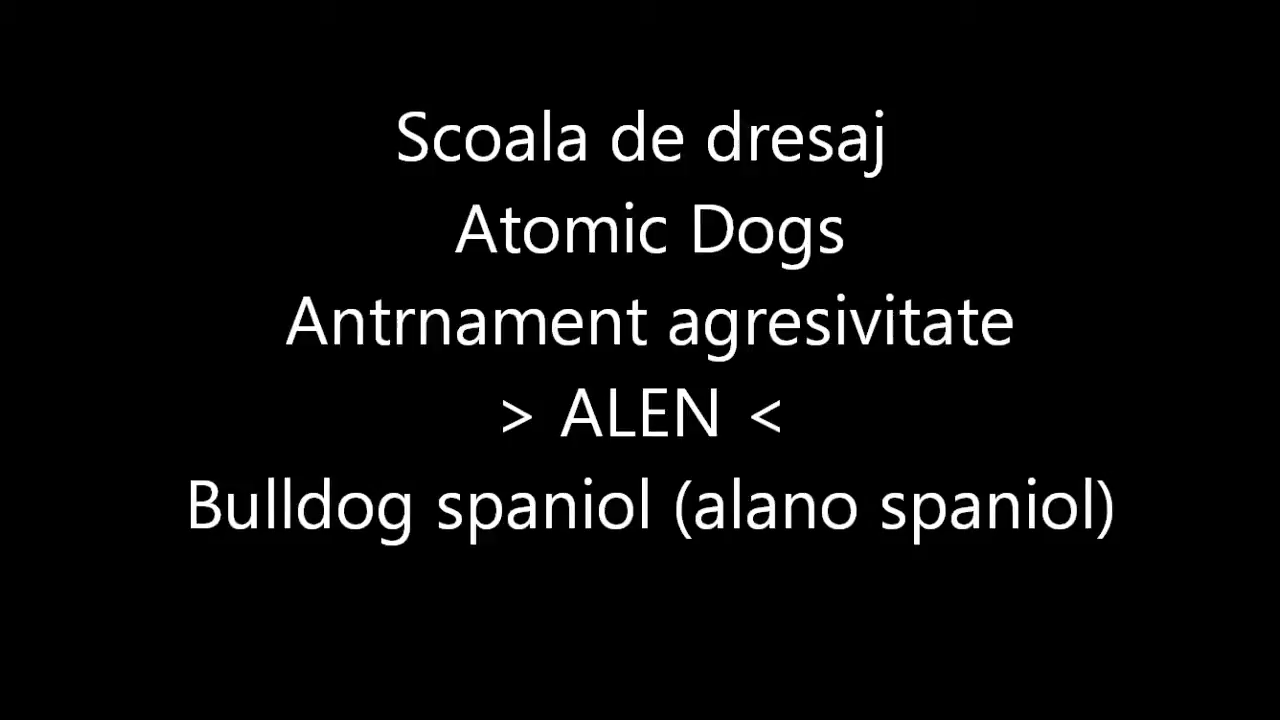 Scoala de dresaj
Atomic Dogs
Antrnament agresivitate
> ALEN <
Bulldog spaniol (alano spaniol)